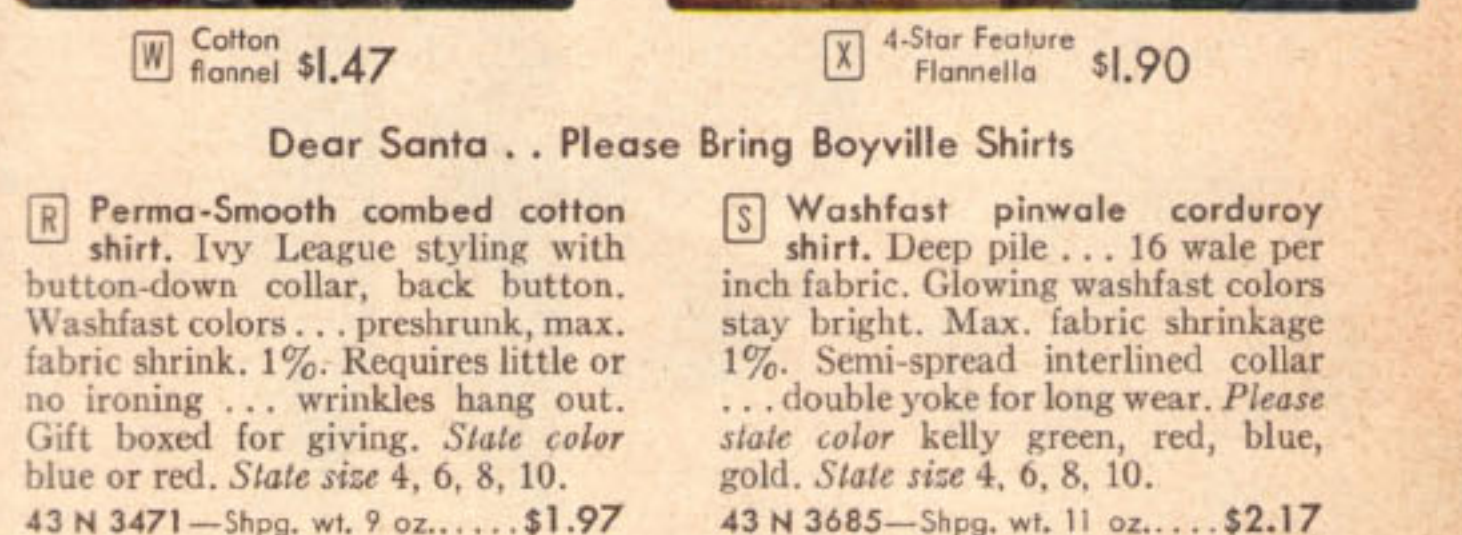 W Cotton flannel $1.47
X 4-Star Feature Flannella $1.90
Dear Santa . . Please Bring Boyville Shirts
R Perma-Smooth combed cotton
shirt. Ivy League styling with
button-down collar, back button.
Washfast colors . . . preshrunk, max.
fabric shrink. 1%. Requires little or
no ironing ... wrinkles hang out.
Gift boxed for giving. State color
blue or red. State size 4, 6, 8, 10.
43 N 3471—Shpg. wt. 9 oz......$1.97
S Washfast pinwale corduroy
shirt. Deep pile . . . 16 wale per
inch fabric. Glowing washfast colors
stay bright. Max. fabric shrinkage
1%. Semi-spread interlined collar
. . . double yoke for long wear. Please
state color kelly green, red, blue,
gold. State size 4, 6, 8, 10.
43 N 3685—Shpg. wt. 11 oz.....$2.17